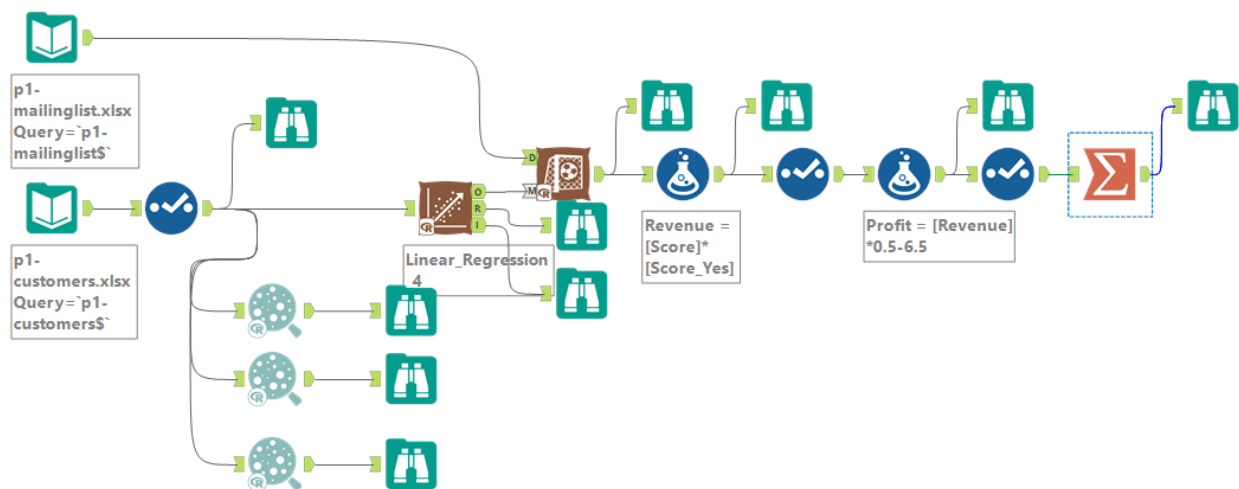 p1-
mailinglist.xlsx
Query=`p1-
mailinglist$`
p1-
customers.xlsx
Query=`p1-
customers$`
D
M
O
R
I
R
R
Linear_Regression
_4
Revenue =
[Score]*
[Score_Yes]
Profit = [Revenue]
*0.5-6.5
Σ
R
R
R